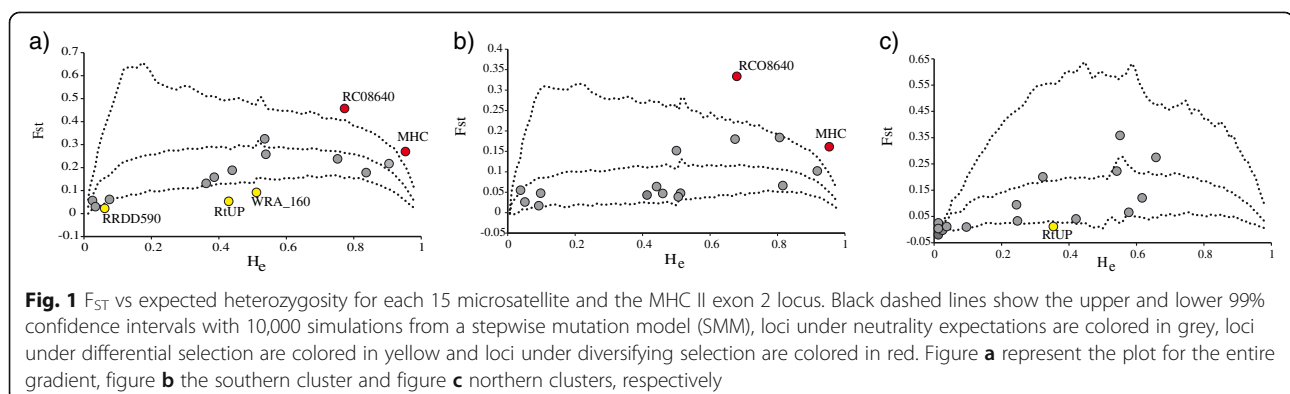 a)
0.7
0.6
0.5
0.4
0.3
0.2
0.1
0
-0.1
Fst
0
0.2
0.4
0.6
0.8
1
He
RC08640
MHC
RRDD590
RtUP
WRA_160
b)
0.4
0.35
0.3
0.25
0.2
0.15
0.1
0.05
0
-0.05
Fst
0
0.2
0.4
0.6
0.8
1
He
RCO8640
MHC
c)
0.65
0.55
0.45
0.35
0.25
0.15
0.05
-0.05
Fst
0
0.2
0.4
0.6
0.8
1
He
RtUP
Fig. 1 FST vs expected heterozygosity for each 15 microsatellite and the MHC II exon 2 locus. Black dashed lines show the upper and lower 99%
confidence intervals with 10,000 simulations from a stepwise mutation model (SMM), loci under neutrality expectations are colored in grey, loci
under differential selection are colored in yellow and loci under diversifying selection are colored in red. Figure a represent the plot for the entire
gradient, figure b the southern cluster and figure c northern clusters, respectively